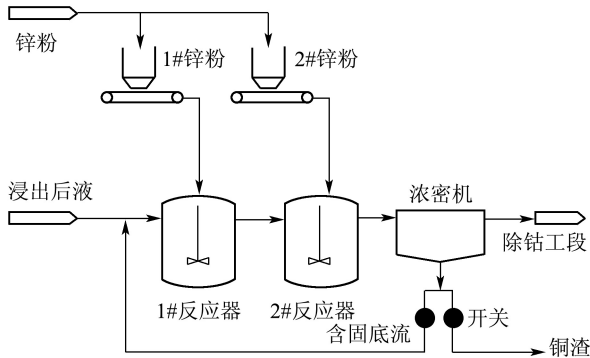 锌粉
1#锌粉
2#锌粉
浸出后液
浓密机
除钴工段
1#反应器
2#反应器
含固底流
开关
铜渣